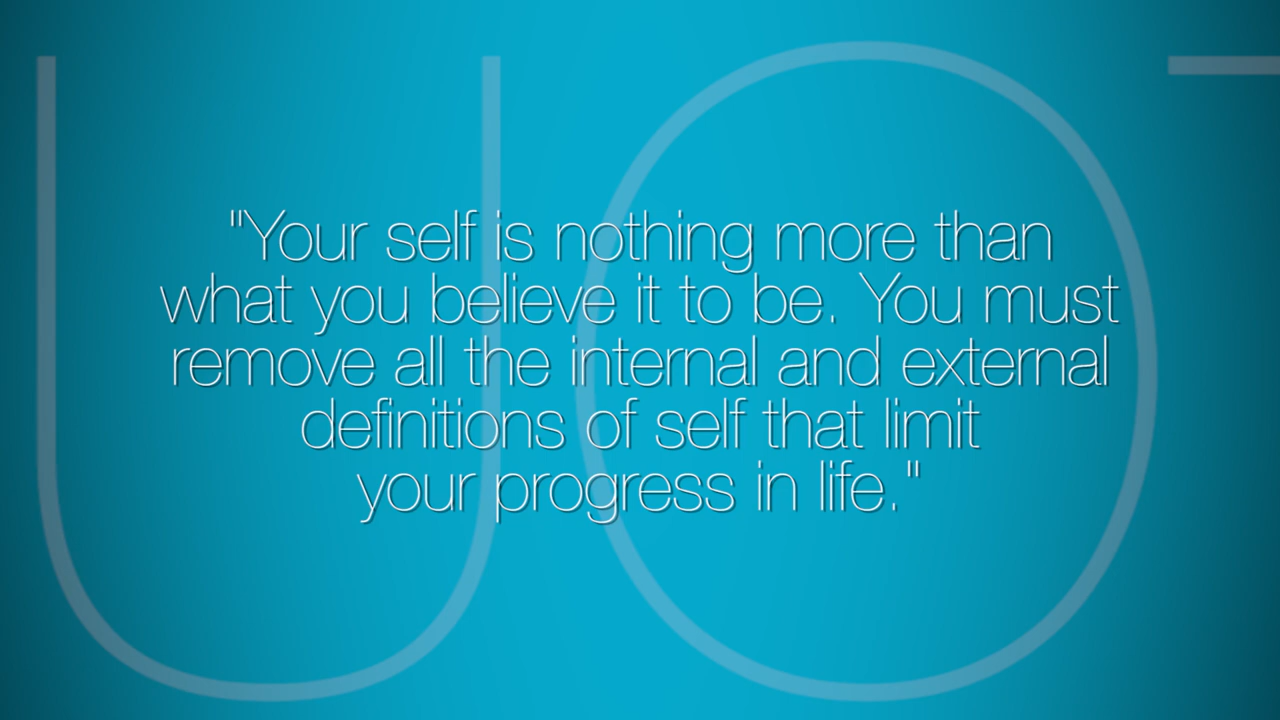 UOT
"Your self is nothing more than
what you believe it to be. You must
remove all the internal and external
definitions of self that limit
your progress in life."